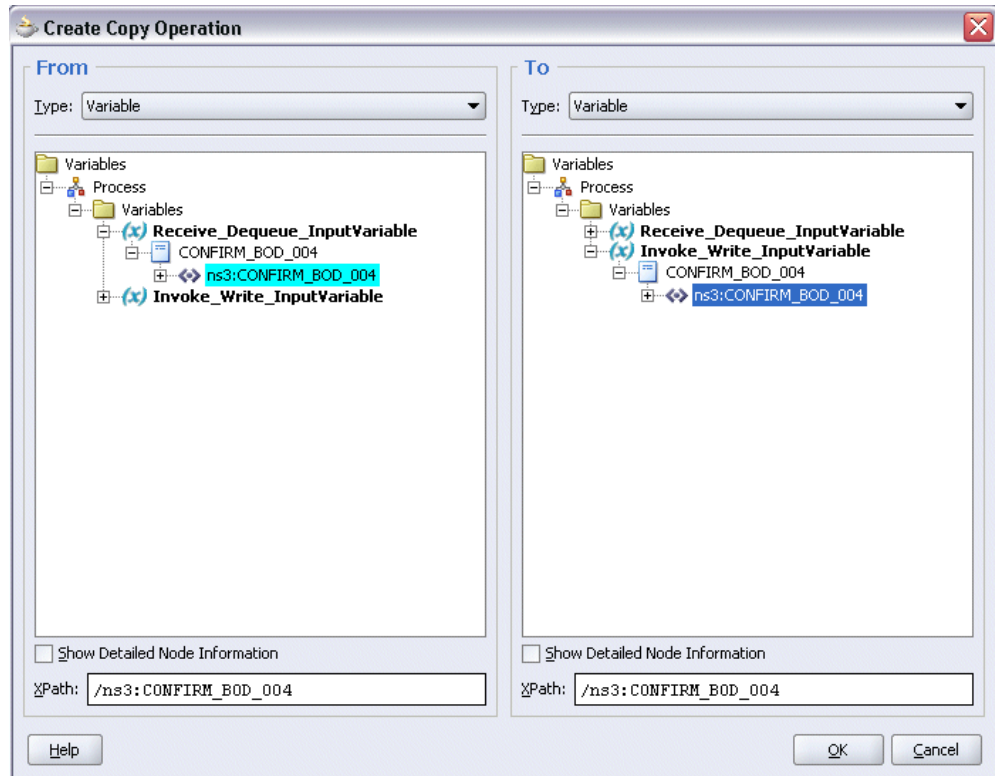 Create Copy Operation
From
Type: Variable
Variables
Process
Variables
Receive_Dequeue_InputVariable
CONFIRM_BOD_004
ns3:CONFIRM_BOD_004
Invoke_Write_InputVariable
Show Detailed Node Information
XPath: /ns3:CONFIRM_BOD_004
To
Type: Variable
Variables
Process
Variables
Receive_Dequeue_InputVariable
Invoke_Write_InputVariable
CONFIRM_BOD_004
ns3:CONFIRM_BOD_004
Show Detailed Node Information
XPath: /ns3:CONFIRM_BOD_004
Help
OK
Cancel